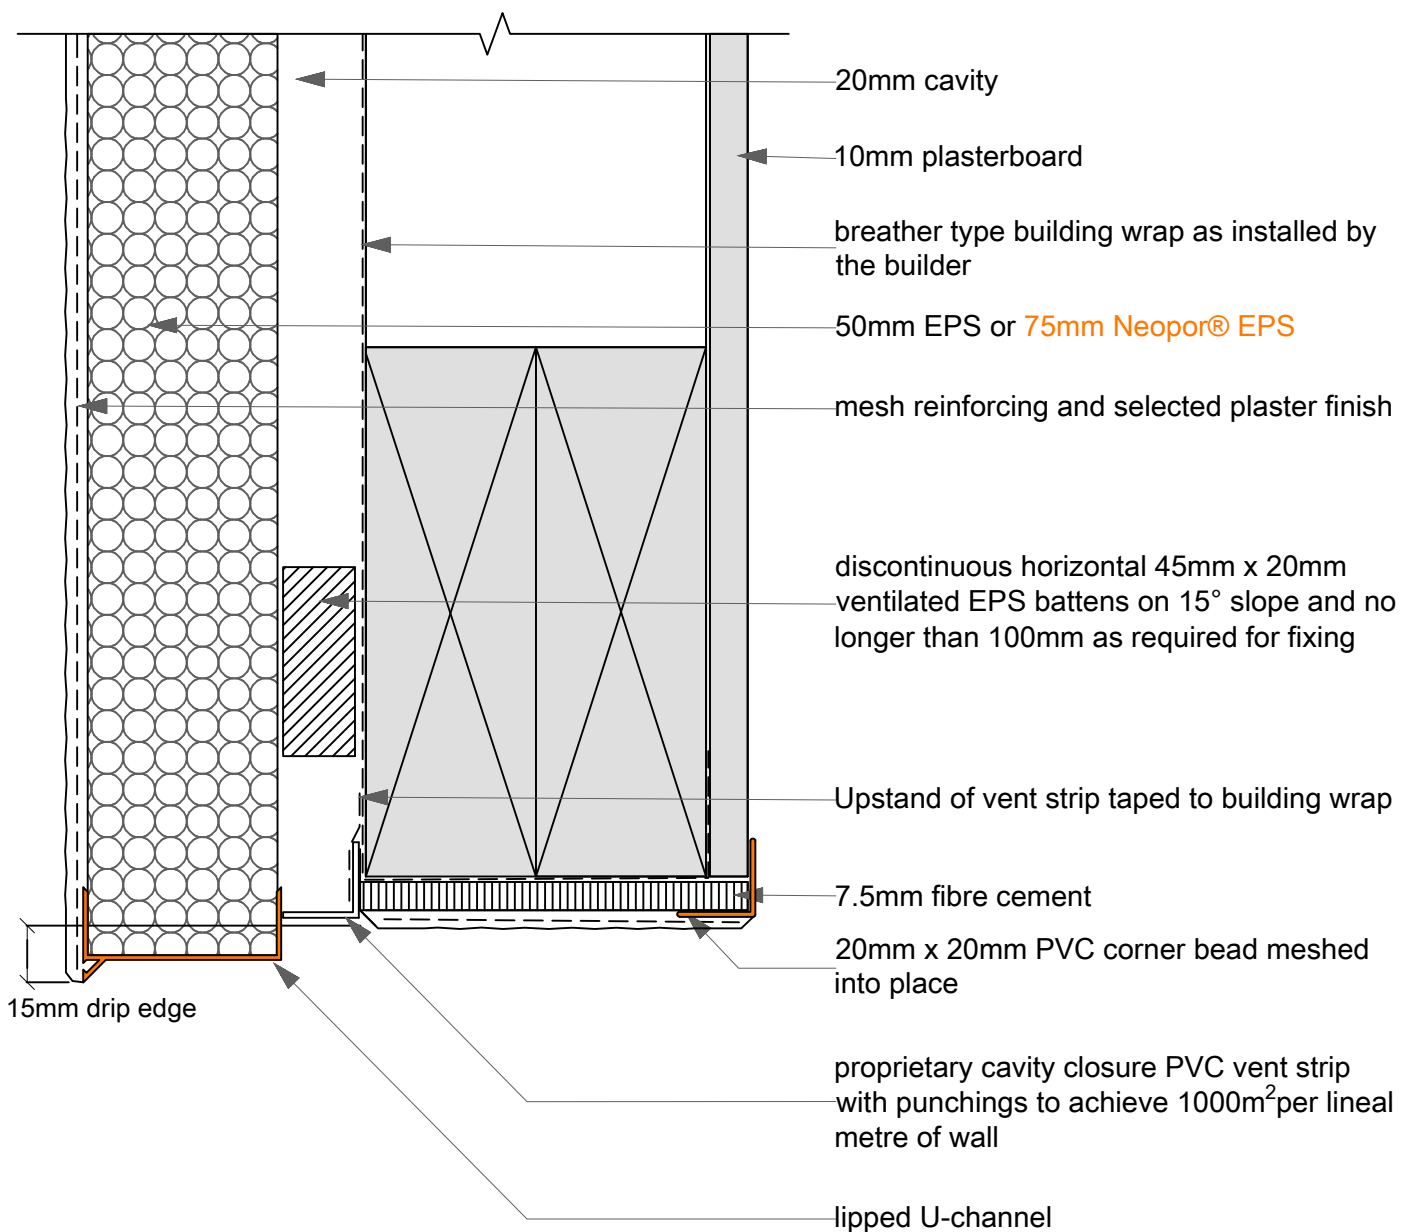 20mm cavity
10mm plasterboard
breather type building wrap as installed by
the builder
50mm EPS or 75mm Neopor® EPS
mesh reinforcing and selected plaster finish
discontinuous horizontal 45mm x 20mm
ventilated EPS battens on 15° slope and no
longer than 100mm as required for fixing
Upstand of vent strip taped to building wrap
7.5mm fibre cement
20mm x 20mm PVC corner bead meshed
into place
15mm drip edge
proprietary cavity closure PVC vent strip
with punchings to achieve 1000m²per lineal
metre of wall
lipped U-channel